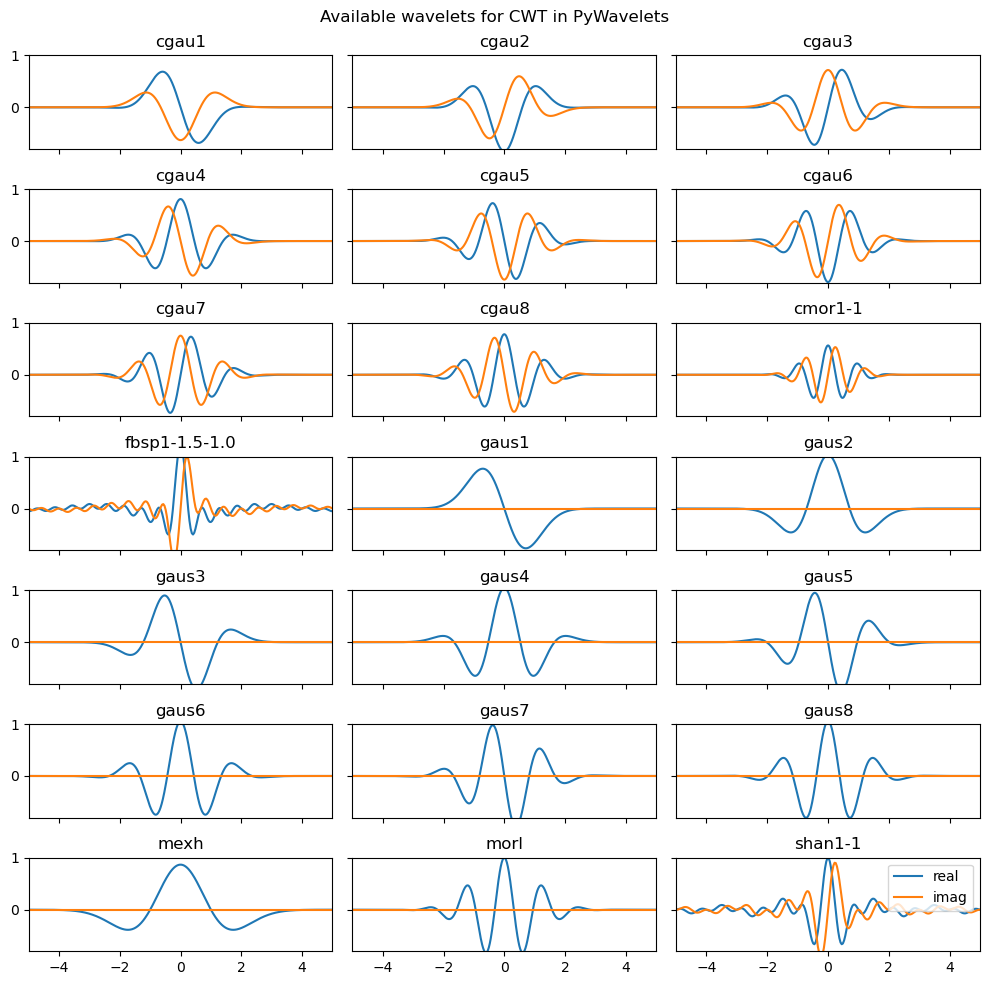 Available wavelets for CWT in PyWavelets
cgau1 cgau2 cgau3
1
0
cgau4 cgau5 cgau6
1
0
cgau7 cgau8 cmor1-1
1
0
fbsp1-1.5-1.0 gaus1 gaus2
1
0
gaus3 gaus4 gaus5
1
0
gaus6 gaus7 gaus8
1
0
mexh morl shan1-1
1
real
0
imag
−4 −2 0 2 4 −4 −2 0 2 4 −4 −2 0 2 4